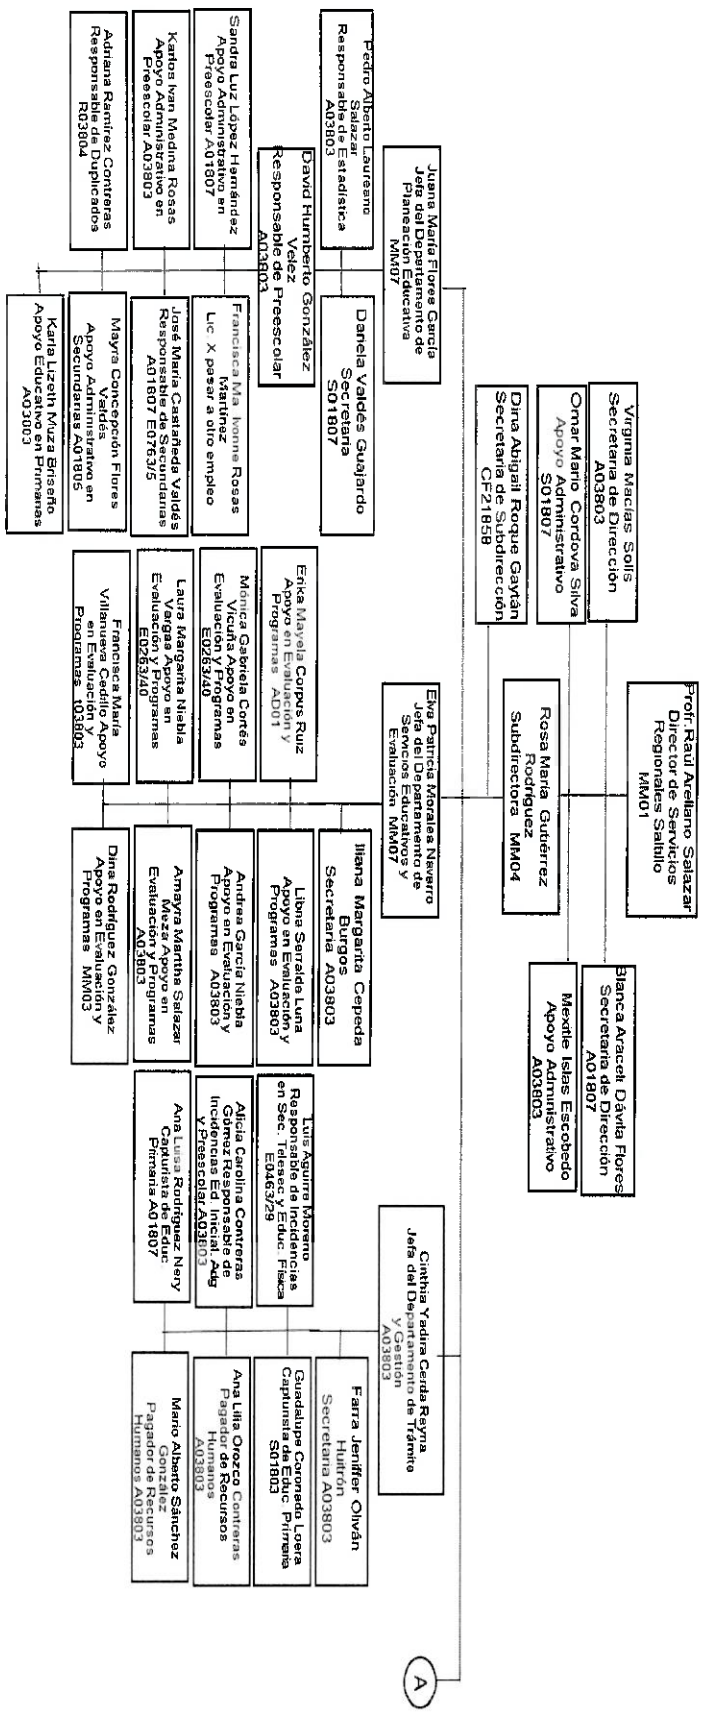 Profr. Raúl Arellano Salazar
Director de Servicios
Regionales Saltillo
MM01
Virginia Macías Solís
Secretaria de Dirección
A03803
Blanca Araceli Dávila Flores
Secretaria de Dirección
A01807
Omar Mario Cordova Silva
Apoyo Administrativo
S01807
Mexitle Islas Escobedo
Apoyo Administrativo
A03803
Rosa María Gutiérrez
Rodríguez
Subdirectora MM04
Dina Abigail Roque Gaytán
Secretaria de Subdirección
CF21858
Juana María Flores García
Jefa del Departamento de
Planeación Educativa
MM07
Pedro Alberto Laureano
Salazar
Responsable de Estadística
A03803
Daniela Valdés Guajardo
Secretaria
S01807
David Humberto González
Velez
Responsable de Preescolar
A03803
Sandra Luz López Hernández
Apoyo Administrativo en
Preescolar A01807
Francisca Ma. Ivonne Rosas
Martínez
Lic. X pasar a otro empleo
Karlos Ivan Medina Rosas
Apoyo Administrativo en
Preescolar A03803
José María Castañeda Valdés
Responsable de Secundarias
A01807 E0763/5
Adriana Ramírez Contreras
Responsable de Duplicados
R03804
Mayra Concepción Flores
Valdés
Apoyo Administrativo en
Secundarias A01805
Karla Lizeth Muza Briseño
Apoyo Educativo en Primarias
A03803
Elva Patricia Morales Navarro
Jefa del Departamento de
Servicios Educativos y
Evaluación MM07
Iliana Margarita Cepeda
Burgos
Secretaria A03803
Erika Mayela Corpus Ruiz
Apoyo en Evaluación y
Programas AD01
Libna Serralde Luna
Apoyo en Evaluación y
Programas A03803
Mónica Gabriela Cortés
Vicuña Apoyo en
Evaluación y Programas
E0263/40
Andrea García Niebla
Apoyo en Evaluación y
Programas A03803
Laura Margarita Niebla
Vargas Apoyo en
Evaluación y Programas
E0263/40
Amayra Martha Salazar
Meza Apoyo en
Evaluación y Programas
A03803
Francisca María
Villanueva Cedillo Apoyo
en Evaluación y
Programas t03803
Dina Rodríguez González
Apoyo en Evaluación y
Programas MM03
Cinthia Yadira Cerda Reyna
Jefa del Departamento de Trámite
y Gestión
A03803
Farra Jeniffer Oliván
Huitrón
Secretaria A03803
Luis Aguirre Moreno
Responsable de Incidencias
en Sec. Telesec y Educ. Física
E0463/29
Guadalupe Coronado Loera
Capturista de Educ. Primaria
S01803
Alicia Carolina Contreras
Gómez Responsable de
Incidencias Ed. Inicial, Adg
y Preescolar A03803
Ana Lilia Orozco Contreras
Pagador de Recursos
Humanos
A03803
Ana Luisa Rodríguez Nery
Capturista de Educ.
Primaria A01807
Mario Alberto Sánchez
González
Pagador de Recursos
Humanos A03803
A